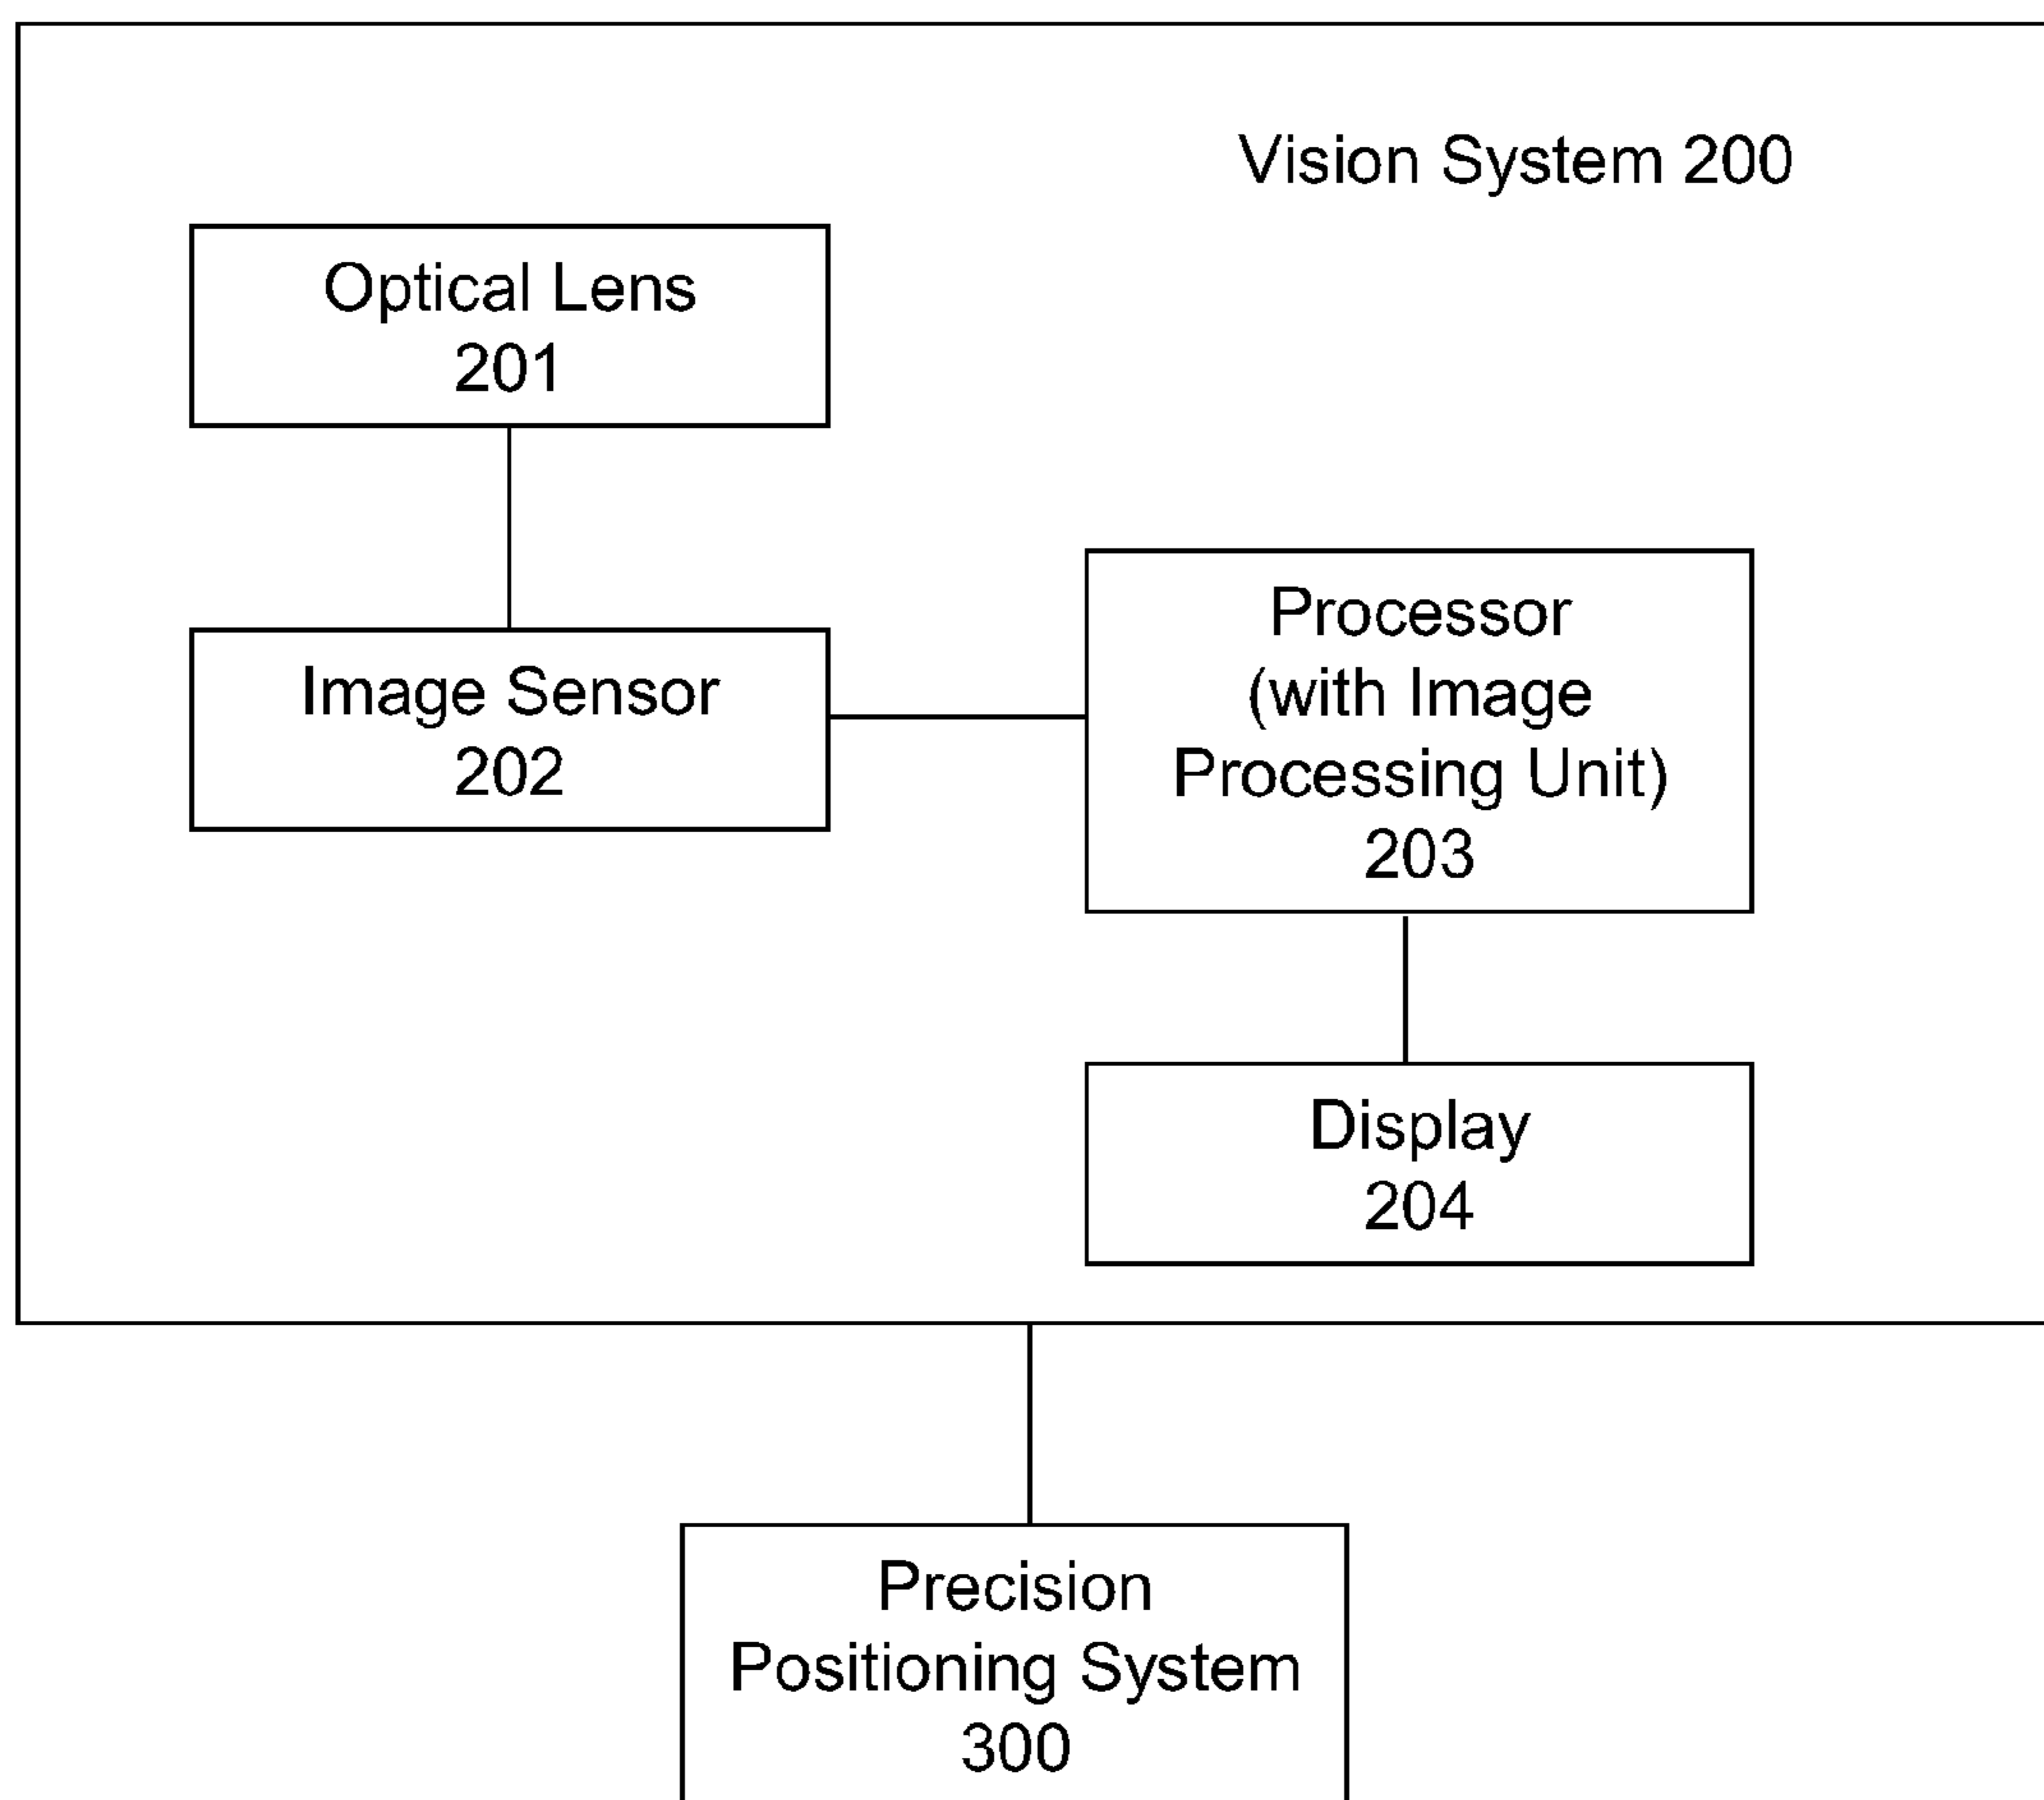 Vision System 200
Optical Lens
201
Image Sensor
202
Processor
(with Image
Processing Unit)
203
Display
204
Precision
Positioning System
300